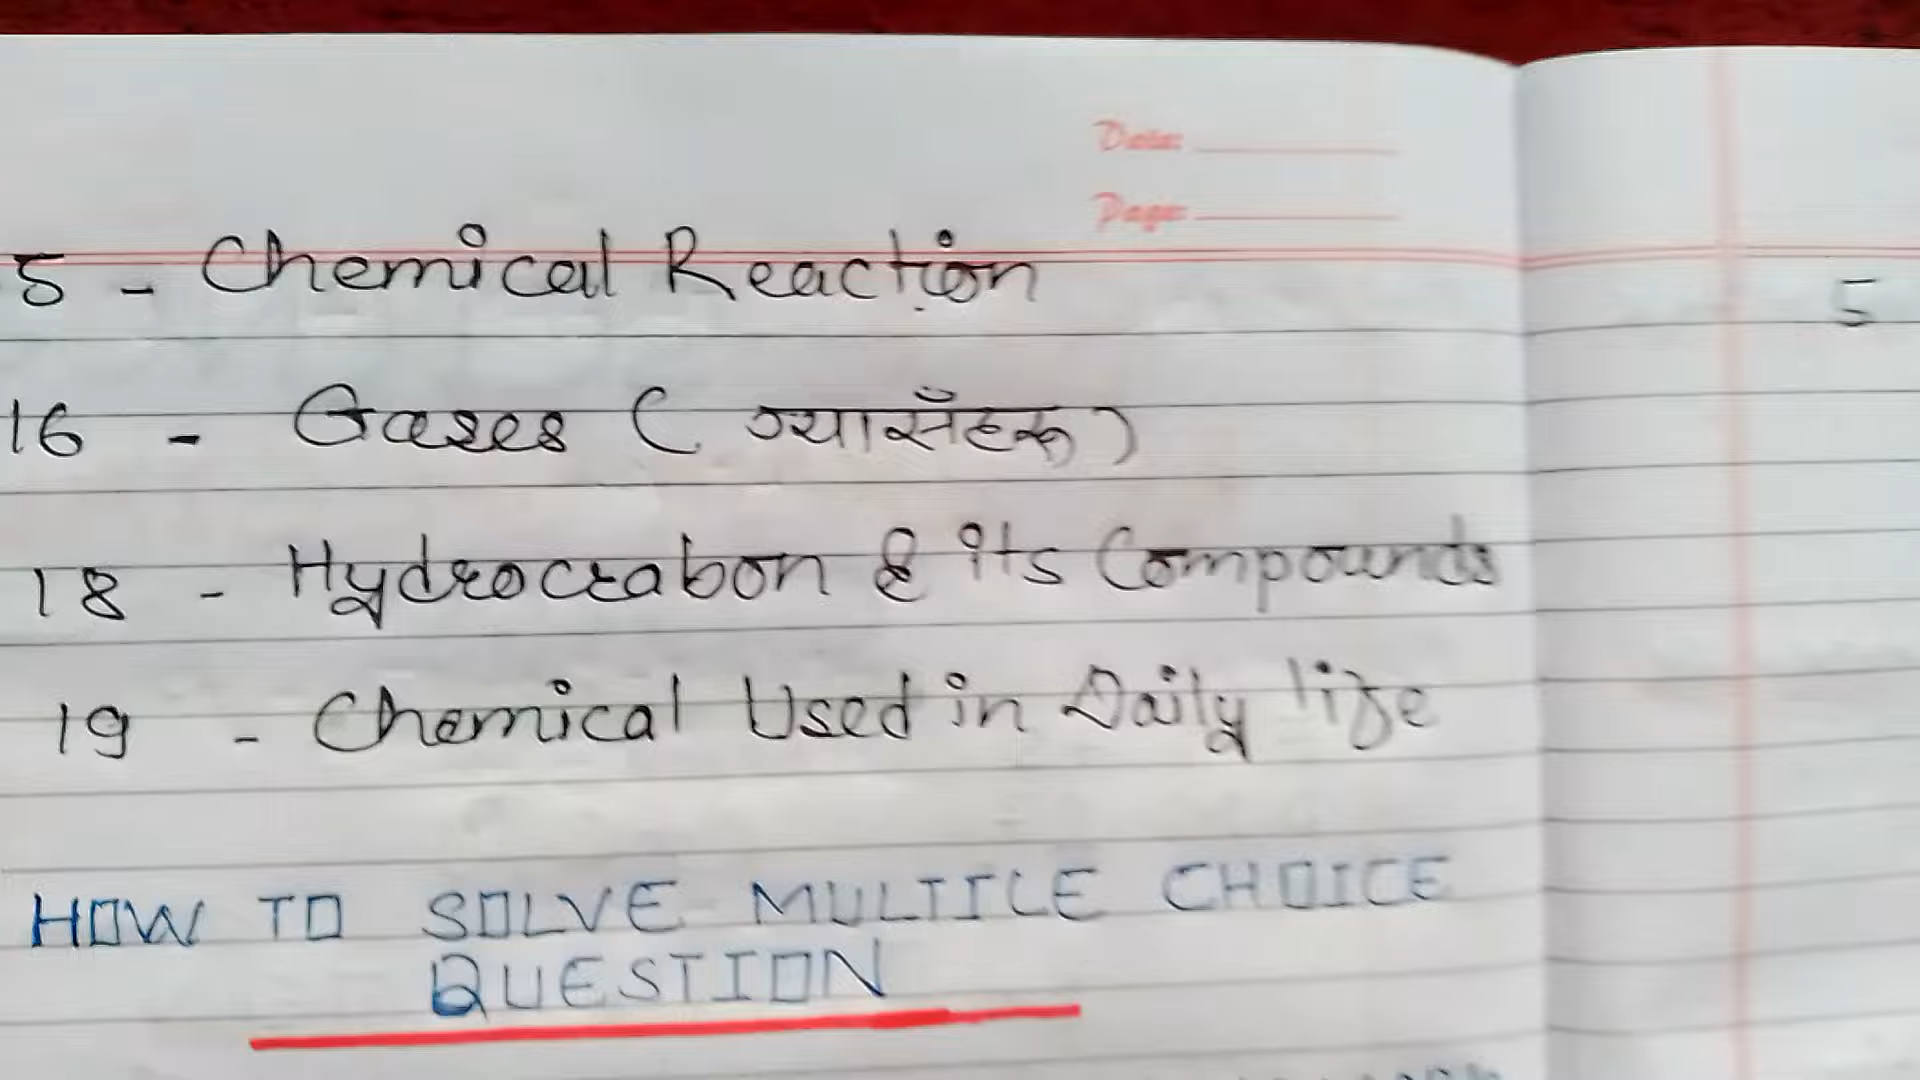 Date:
Page:
5 - Chemical Reaction
5
16 - Gases ( ग्यासँहरू )
18 - Hydrocrabon & its Compounds
19 - Chemical Used in Daily life
HOW TO SOLVE MULTILE CHOICE
QUESTION